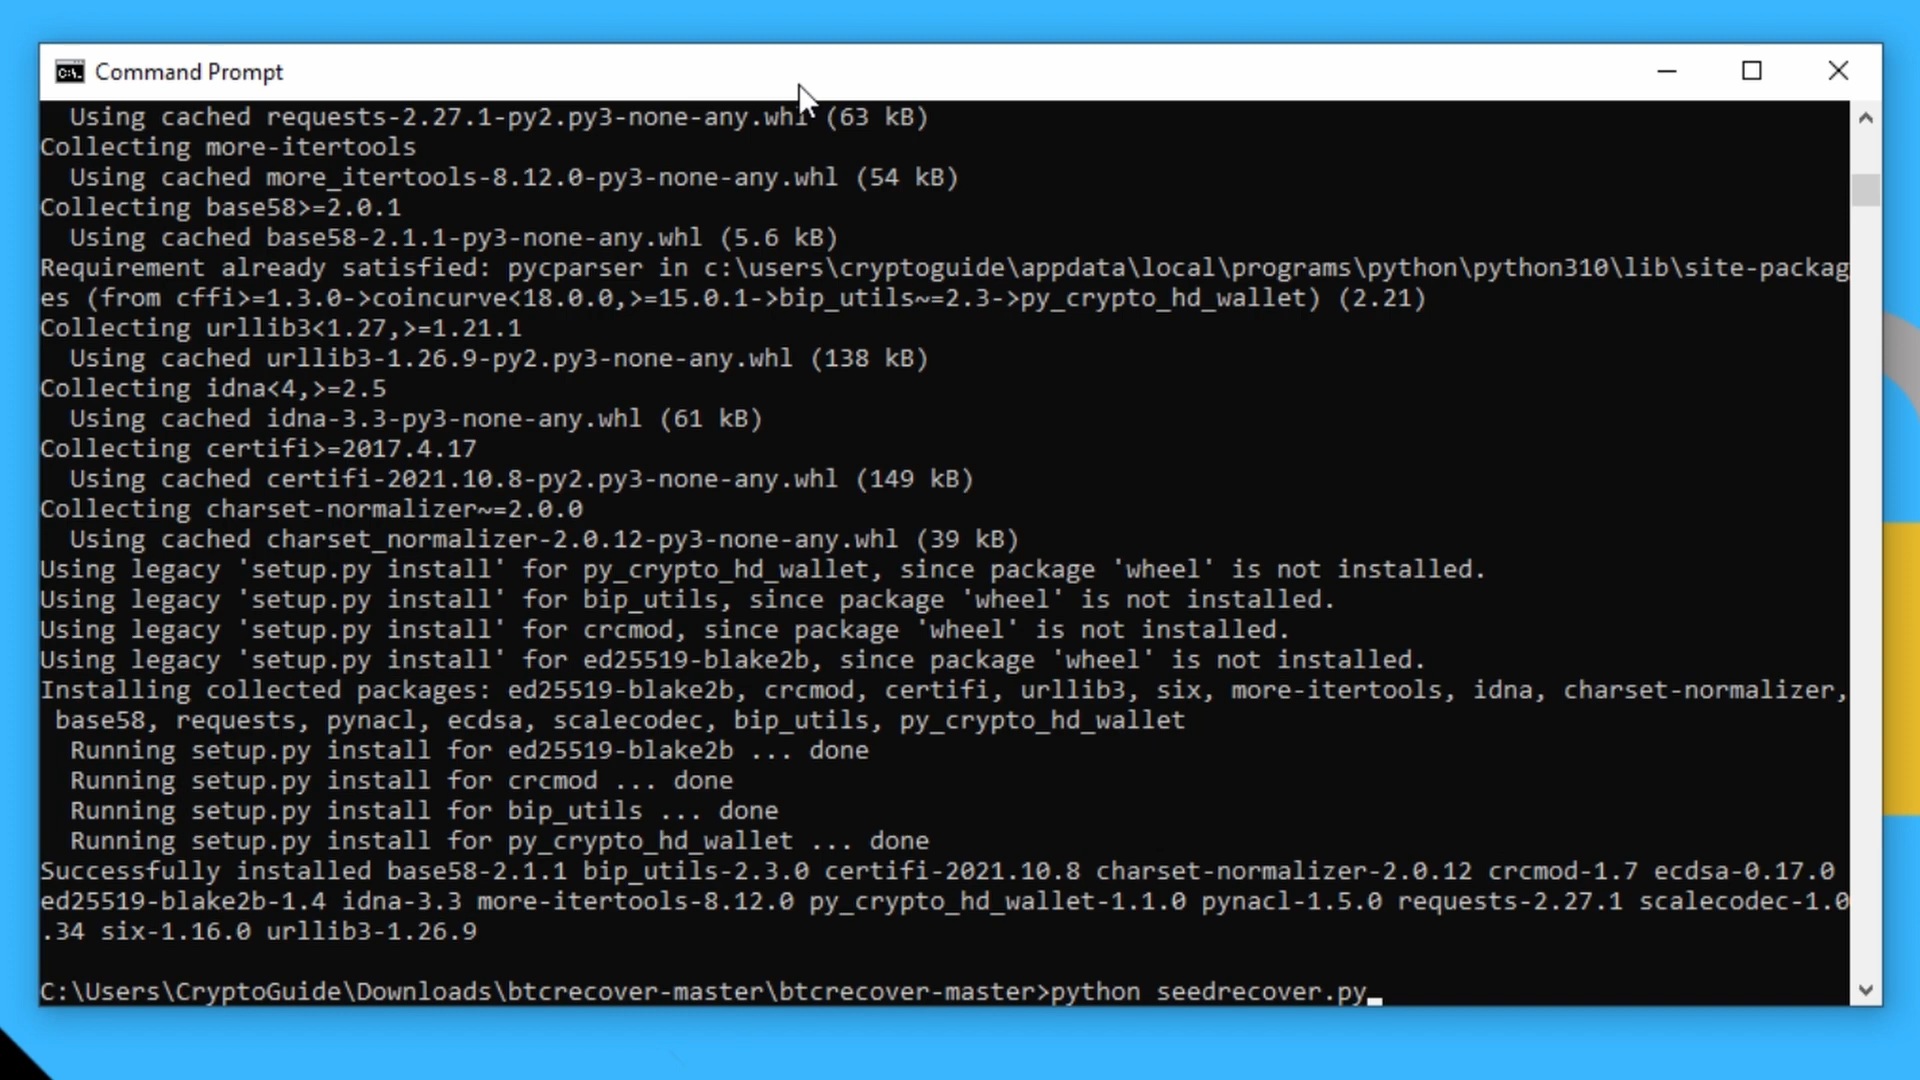 Command Prompt
Using cached requests-2.27.1-py2.py3-none-any.whl (63 kB)
Collecting more-itertools
Using cached more_itertools-8.12.0-py3-none-any.whl (54 kB)
Collecting base58>=2.0.1
Using cached base58-2.1.1-py3-none-any.whl (5.6 kB)
Requirement already satisfied: pycparser in c:\users\cryptoguide\appdata\local\programs\python\python310\lib\site-packag
es (from cffi>=1.3.0->coincurve<18.0.0,>=15.0.1->bip_utils~=2.3->py_crypto_hd_wallet) (2.21)
Collecting urllib3<1.27,>=1.21.1
Using cached urllib3-1.26.9-py2.py3-none-any.whl (138 kB)
Collecting idna<4,>=2.5
Using cached idna-3.3-py3-none-any.whl (61 kB)
Collecting certifi>=2017.4.17
Using cached certifi-2021.10.8-py2.py3-none-any.whl (149 kB)
Collecting charset-normalizer~=2.0.0
Using cached charset_normalizer-2.0.12-py3-none-any.whl (39 kB)
Using legacy 'setup.py install' for py_crypto_hd_wallet, since package 'wheel' is not installed.
Using legacy 'setup.py install' for bip_utils, since package 'wheel' is not installed.
Using legacy 'setup.py install' for crcmod, since package 'wheel' is not installed.
Using legacy 'setup.py install' for ed25519-blake2b, since package 'wheel' is not installed.
Installing collected packages: ed25519-blake2b, crcmod, certifi, urllib3, six, more-itertools, idna, charset-normalizer,
base58, requests, pynacl, ecdsa, scalecodec, bip_utils, py_crypto_hd_wallet
Running setup.py install for ed25519-blake2b ... done
Running setup.py install for crcmod ... done
Running setup.py install for bip_utils ... done
Running setup.py install for py_crypto_hd_wallet ... done
Successfully installed base58-2.1.1 bip_utils-2.3.0 certifi-2021.10.8 charset-normalizer-2.0.12 crcmod-1.7 ecdsa-0.17.0
ed25519-blake2b-1.4 idna-3.3 more-itertools-8.12.0 py_crypto_hd_wallet-1.1.0 pynacl-1.5.0 requests-2.27.1 scalecodec-1.0
.34 six-1.16.0 urllib3-1.26.9
C:\Users\CryptoGuide\Downloads\btcrecover-master\btcrecover-master>python seedrecover.py